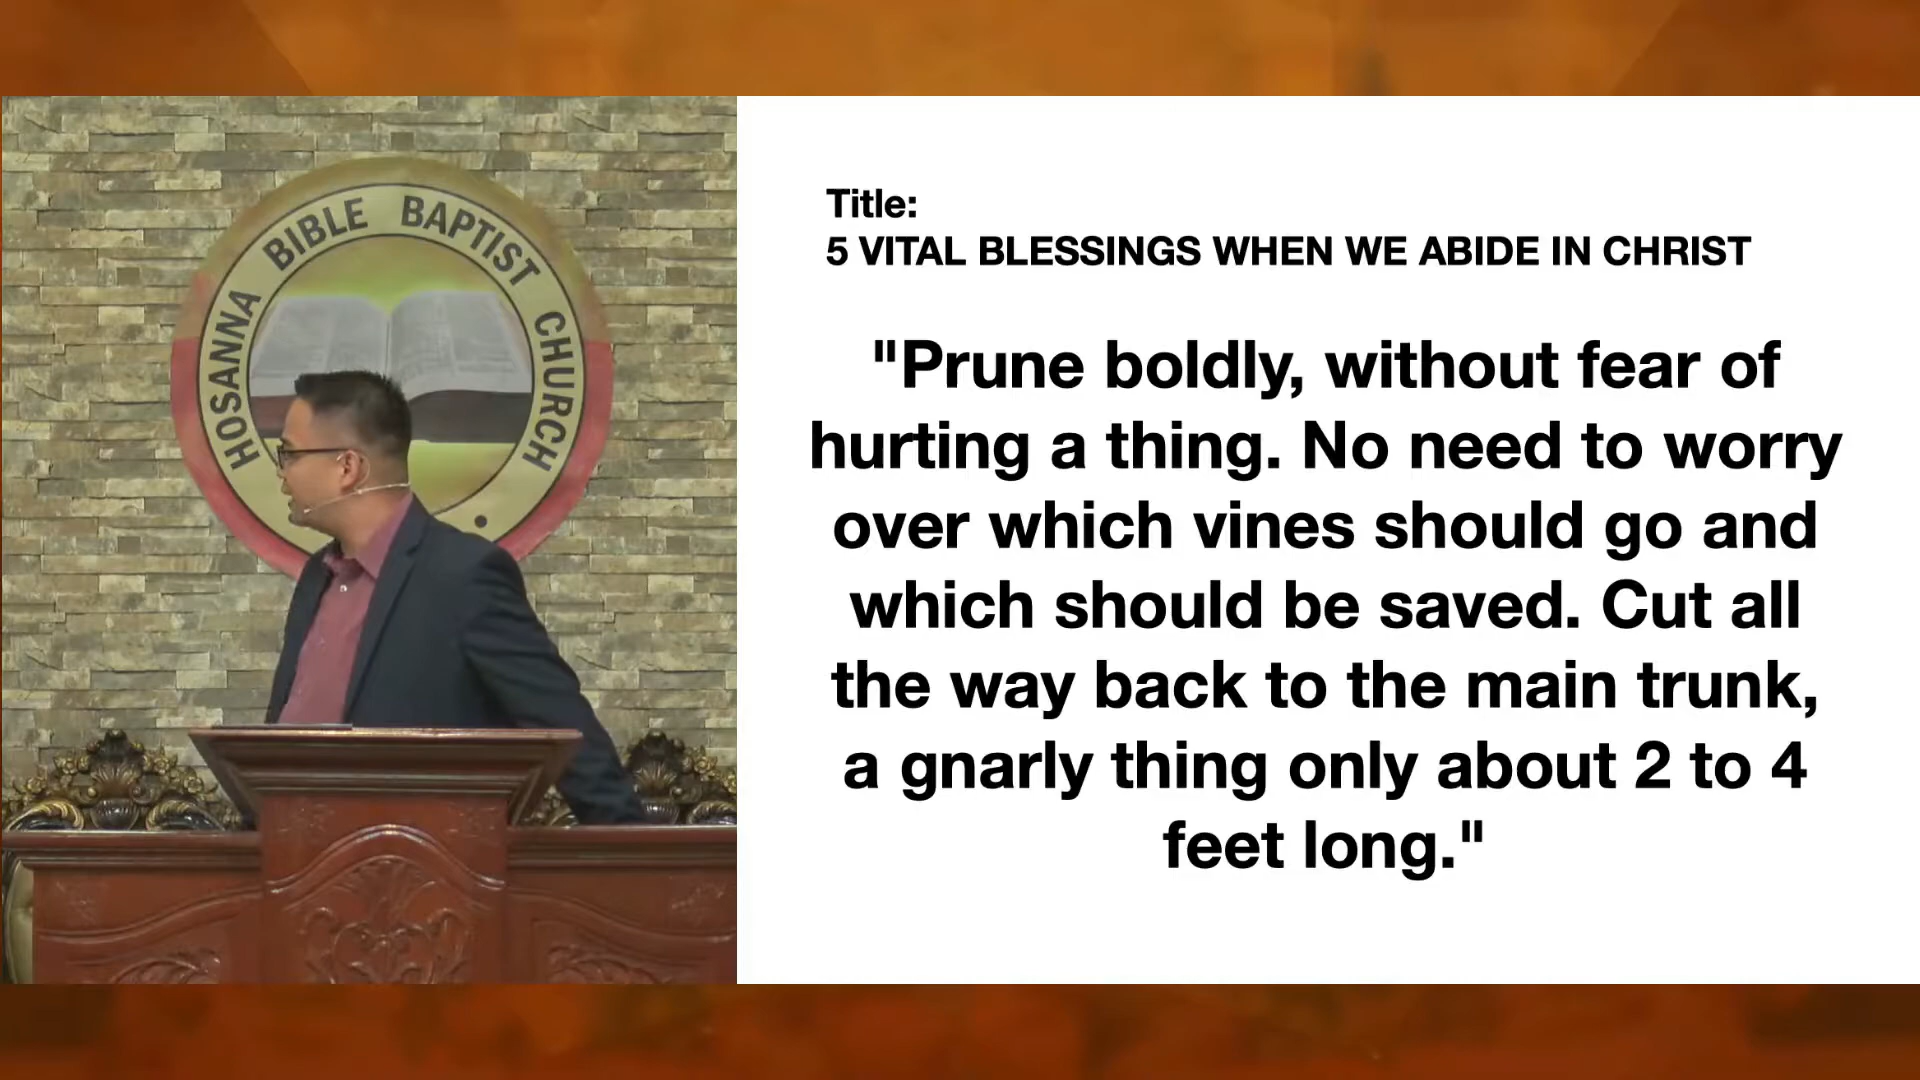 HOSANNA BIBLE BAPTIST CHURCH
Title:
5 VITAL BLESSINGS WHEN WE ABIDE IN CHRIST
"Prune boldly, without fear of
hurting a thing. No need to worry
over which vines should go and
which should be saved. Cut all
the way back to the main trunk,
a gnarly thing only about 2 to 4
feet long."